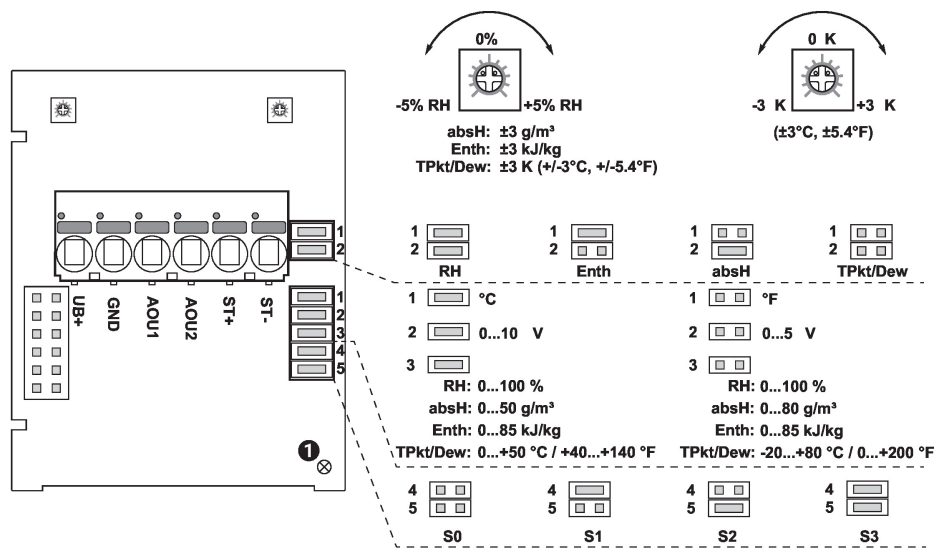 0%
0 K
-5% RH
+5% RH
-3 K
+3 K
absH: ±3 g/m³
Enth: ±3 kJ/kg
TPkt/Dew: ±3 K (+/-3°C, +/-5.4°F)
(±3°C, ±5.4°F)
1
2
1
2
RH
1
2
Enth
1
2
absH
1
2
TPkt/Dew
UB+
GND
AOU1
AOU2
ST+
ST-
1
2
3
4
5
1 °C
2 0...10 V
3
RH: 0...100 %
absH: 0...50 g/m³
Enth: 0...85 kJ/kg
TPkt/Dew: 0...+50 °C / +40...+140 °F
1 °F
2 0...5 V
3
RH: 0...100 %
absH: 0...80 g/m³
Enth: 0...85 kJ/kg
TPkt/Dew: -20...+80 °C / 0...+200 °F
1
4
5
S0
4
5
S1
4
5
S2
4
5
S3